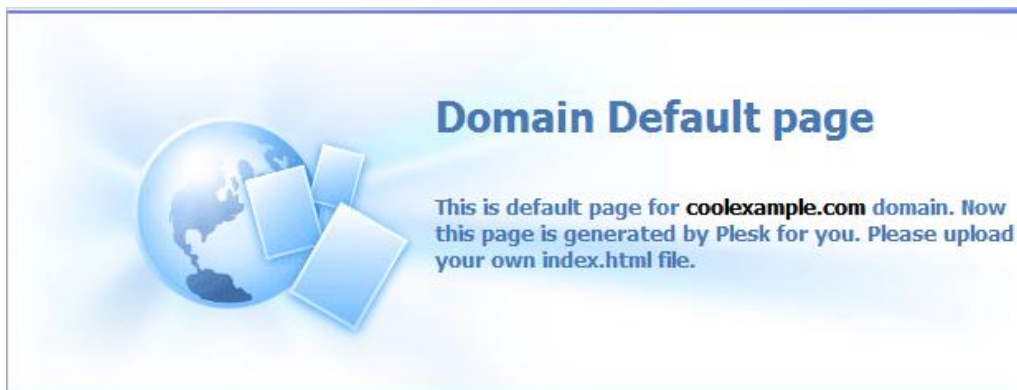 Domain Default page
This is default page for coolexample.com domain. Now
this page is generated by Plesk for you. Please upload
your own index.html file.